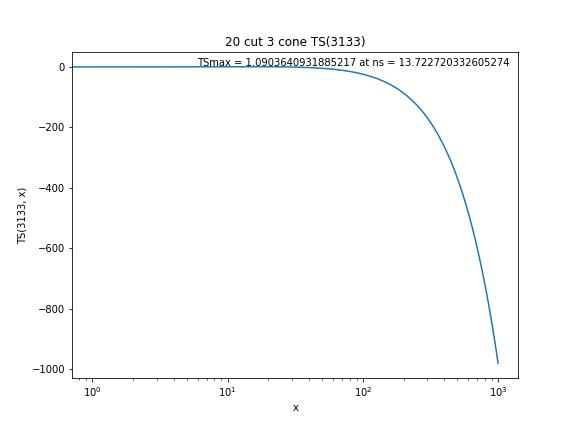 20 cut 3 cone TS(3133)
TSmax = 1.0903640931885217 at ns = 13.722720332605274
0
−200
−400
−600
−800
−1000
TS(3133, x)
10⁰
10¹
10²
10³
x